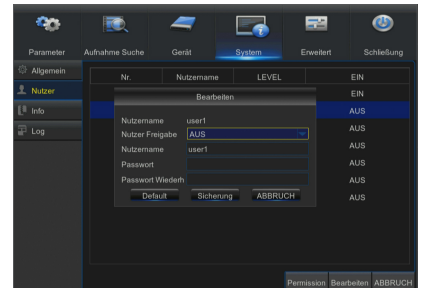 Parameter Aufnahme Suche Gerät System Erweitert Schließung
Allgemein
Nutzer
Info
Log
Nr. Nutzername LEVEL EIN
EIN
AUS
AUS
AUS
AUS
AUS
AUS
Bearbeiten
Nutzername user1
Nutzer Freigabe AUS
Nutzername user1
Passwort
Passwort Wiederh
Default Sicherung ABBRUCH
Permission Bearbeiten ABBRUCH